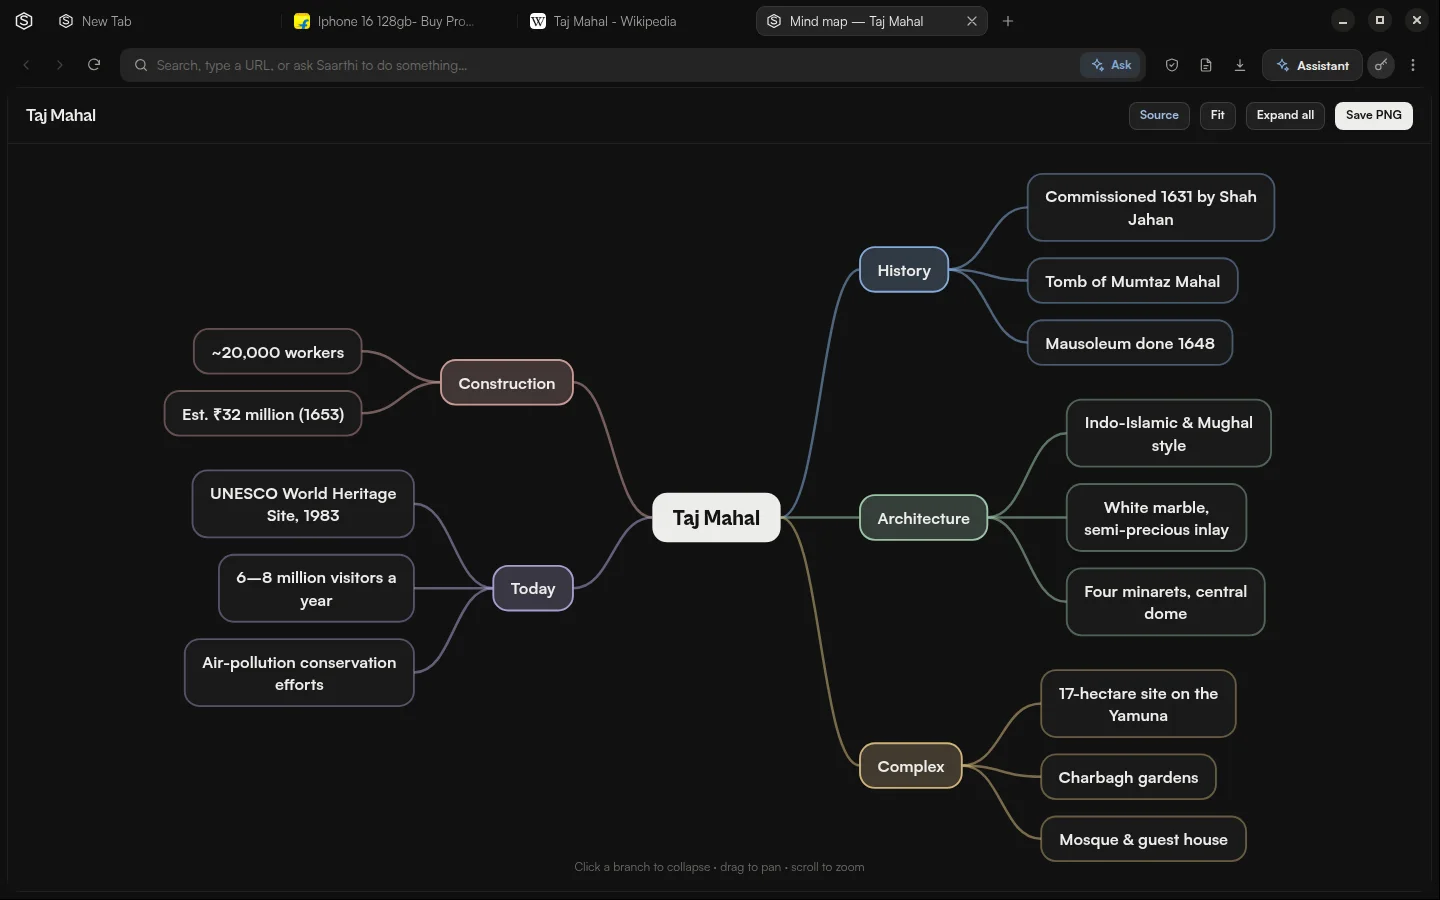 New Tab
Iphone 16 128gb- Buy Pro...
W
Taj Mahal - Wikipedia
Mind map — Taj Mahal
Search, type a URL, or ask Saarthi to do something...
Ask
Assistant
Taj Mahal
Source
Fit
Expand all
Save PNG
Commissioned 1631 by Shah
Jahan
History
Tomb of Mumtaz Mahal
Mausoleum done 1648
~20,000 workers
Construction
Est. ₹32 million (1653)
Indo-Islamic & Mughal
style
UNESCO World Heritage
Site, 1983
Taj Mahal
Architecture
White marble,
semi-precious inlay
6–8 million visitors a
year
Today
Four minarets, central
dome
Air-pollution conservation
efforts
17-hectare site on the
Yamuna
Complex
Charbagh gardens
Mosque & guest house
Click a branch to collapse · drag to pan · scroll to zoom